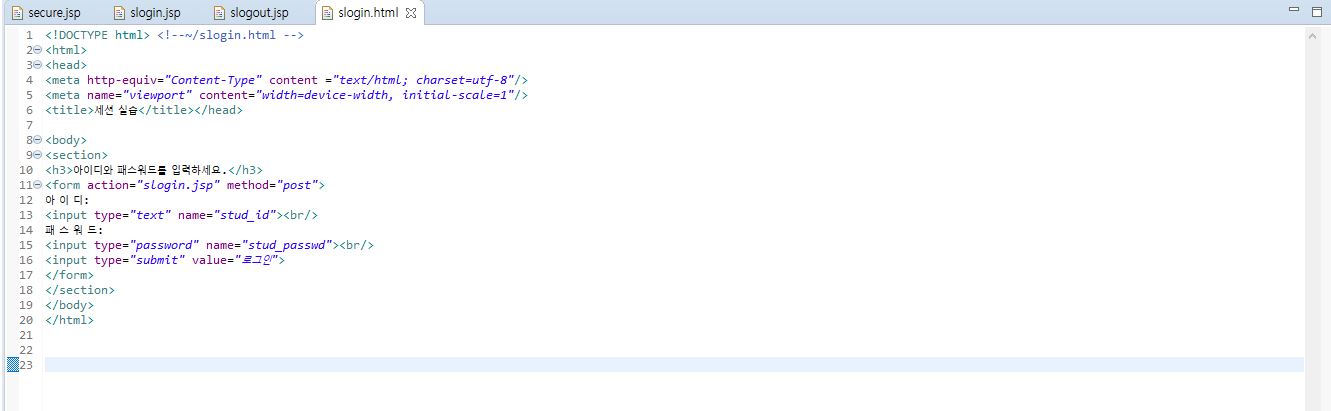 secure.jsp slogin.jsp slogout.jsp slogin.html
1 <!DOCTYPE html> <!--~/slogin.html -->
2 <html>
3 <head>
4 <meta http-equiv="Content-Type" content ="text/html; charset=utf-8"/>
5 <meta name="viewport" content="width=device-width, initial-scale=1"/>
6 <title>세션 실습</title></head>
7
8 <body>
9 <section>
10 <h3>아이디와 패스워드를 입력하세요.</h3>
11 <form action="slogin.jsp" method="post">
12 아 이 디:
13 <input type="text" name="stud_id"><br/>
14 패 스 워 드:
15 <input type="password" name="stud_passwd"><br/>
16 <input type="submit" value="로그인">
17 </form>
18 </section>
19 </body>
20 </html>
21
22
23